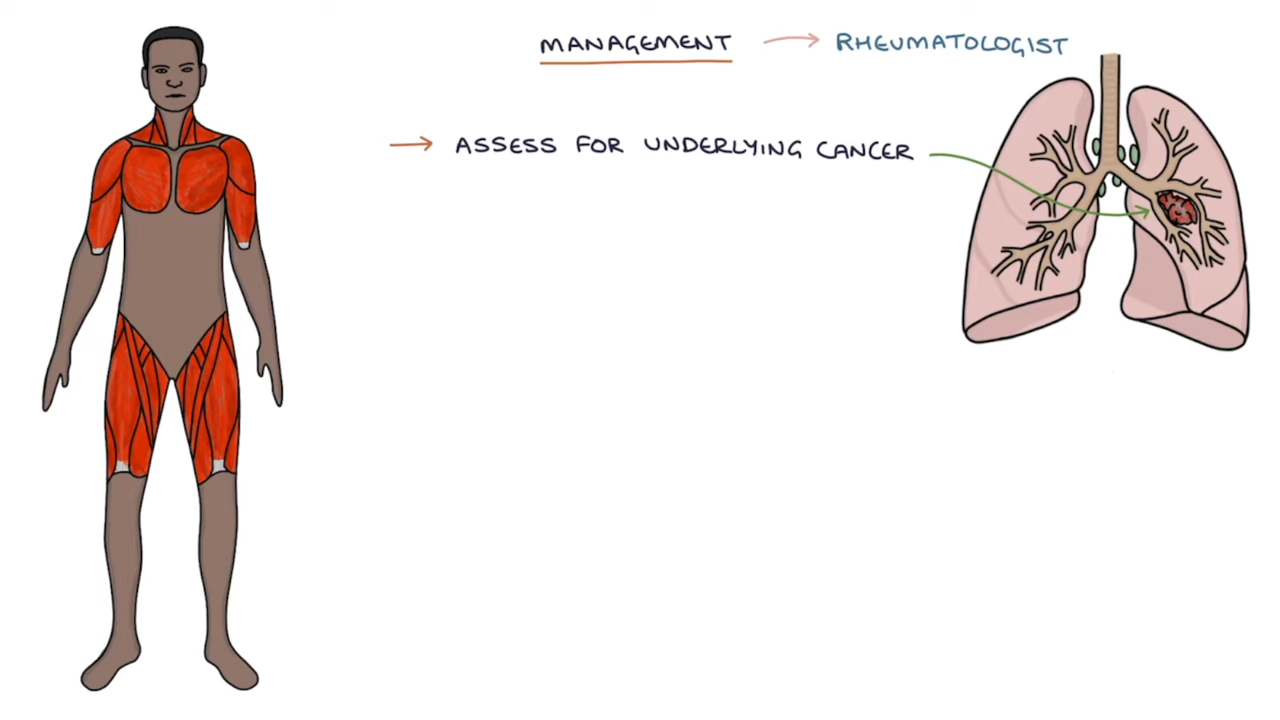 MANAGEMENT → RHEUMATOLOGIST
→ ASSESS FOR UNDERLYING CANCER